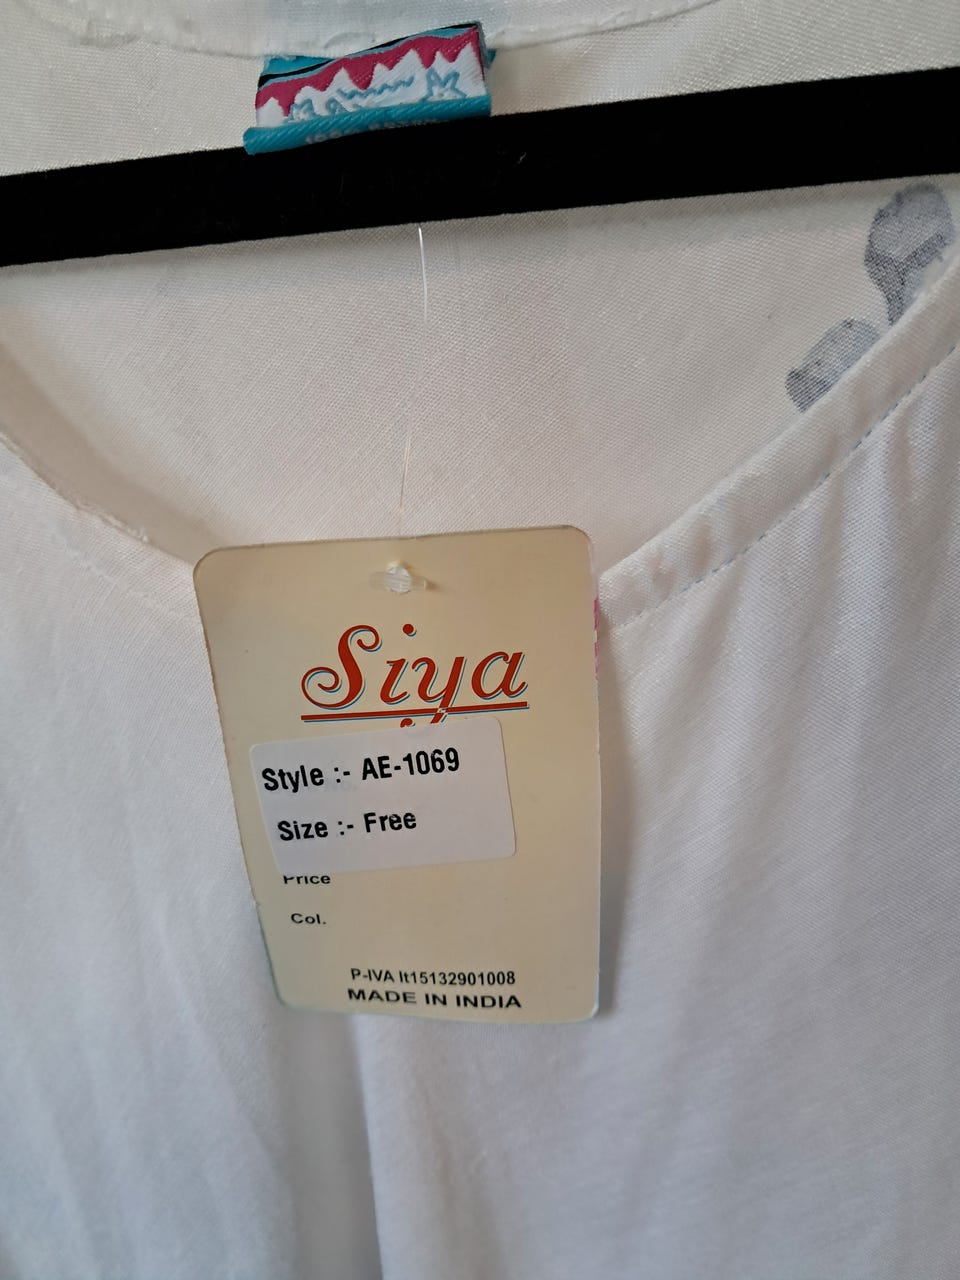 Siya
Style :- AE-1069
Size :- Free
Price
Col.
P-IVA It15132901008
MADE IN INDIA